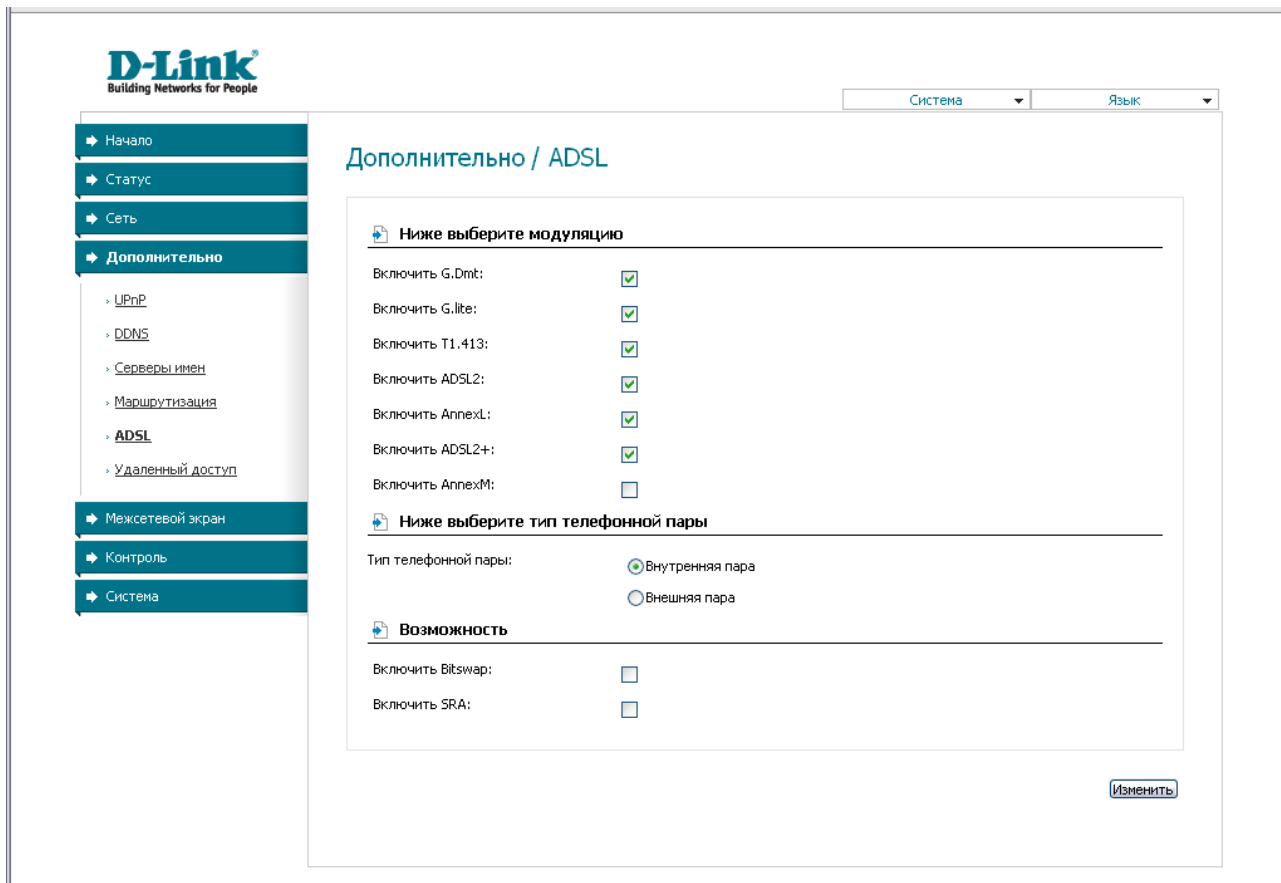 D-Link
Building Networks for People
Система
Язык
Начало
Статус
Сеть
Дополнительно
UPnP
DDNS
Серверы имен
Маршрутизация
ADSL
Удаленный доступ
Межсетевой экран
Контроль
Система
Дополнительно / ADSL
Ниже выберите модуляцию
Включить G.Dmt:
Включить G.lite:
Включить T1.413:
Включить ADSL2:
Включить AnnexL:
Включить ADSL2+:
Включить AnnexM:
Ниже выберите тип телефонной пары
Тип телефонной пары:
Внутренняя пара
Внешняя пара
Возможность
Включить Bitswap:
Включить SRA:
Изменить